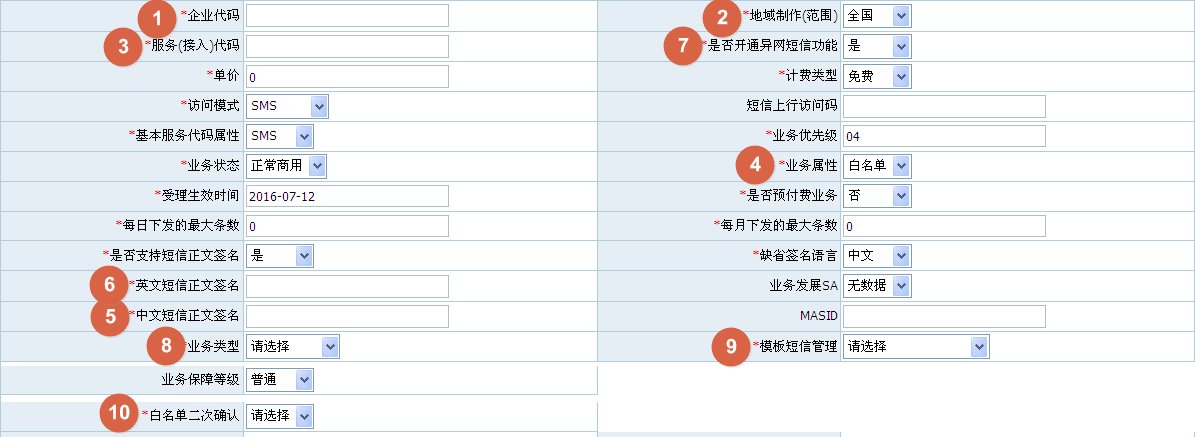 1 *企业代码
2 *地域制作(范围) 全国
3 *服务(接入)代码
7 *是否开通异网短信功能 是
*单价 0
*计费类型 免费
*访问模式 SMS
短信上行访问码
*基本服务代码属性 SMS
*业务优先级 04
*业务状态 正常商用
4 *业务属性 白名单
*受理生效时间 2016-07-12
*是否预付费业务 否
*每日下发的最大条数 0
*每月下发的最大条数 0
*是否支持短信正文签名 是
*缺省签名语言 中文
6 *英文短信正文签名
业务发展SA 无数据
5 *中文短信正文签名
MASID
8 *业务类型 请选择
9 *模板短信管理 请选择
业务保障等级 普通
10 *白名单二次确认 请选择